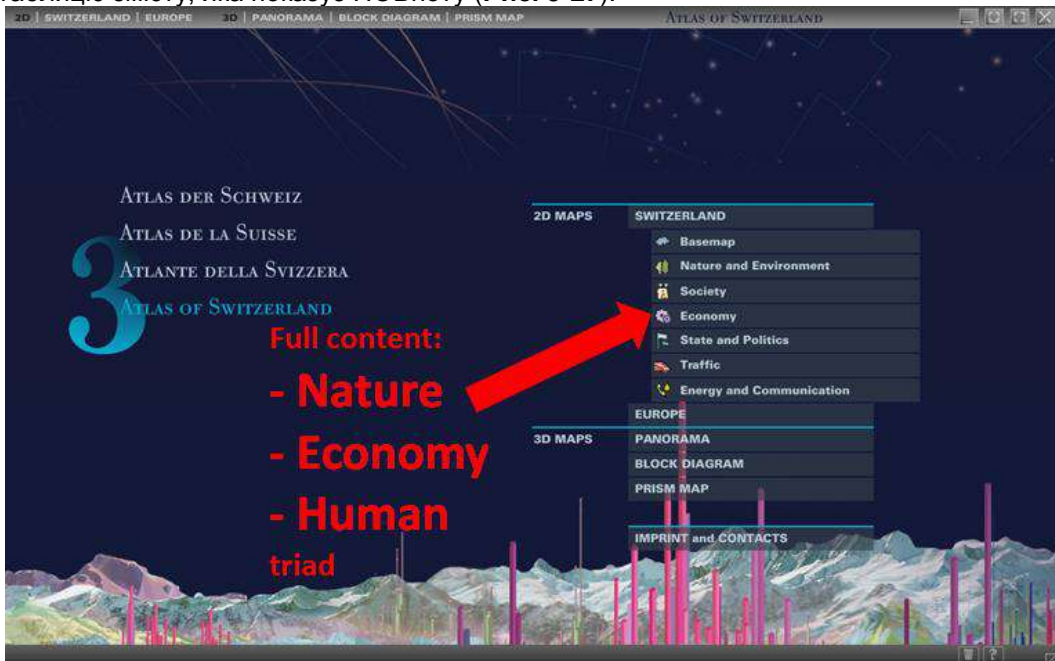 2D | SWITZERLAND | EUROPE 3D | PANORAMA | BLOCK DIAGRAM | PRISM MAP ATLAS OF SWITZERLAND
ATLAS DER SCHWEIZ
ATLAS DE LA SUISSE
ATLANTE DELLA SVIZZERA
ATLAS OF SWITZERLAND
3
Full content:
- Nature
- Economy
- Human
triad
2D MAPS SWITZERLAND
Basemap
Nature and Environment
Society
Economy
State and Politics
Traffic
Energy and Communication
EUROPE
3D MAPS PANORAMA
BLOCK DIAGRAM
PRISM MAP
IMPRINT and CONTACTS
?